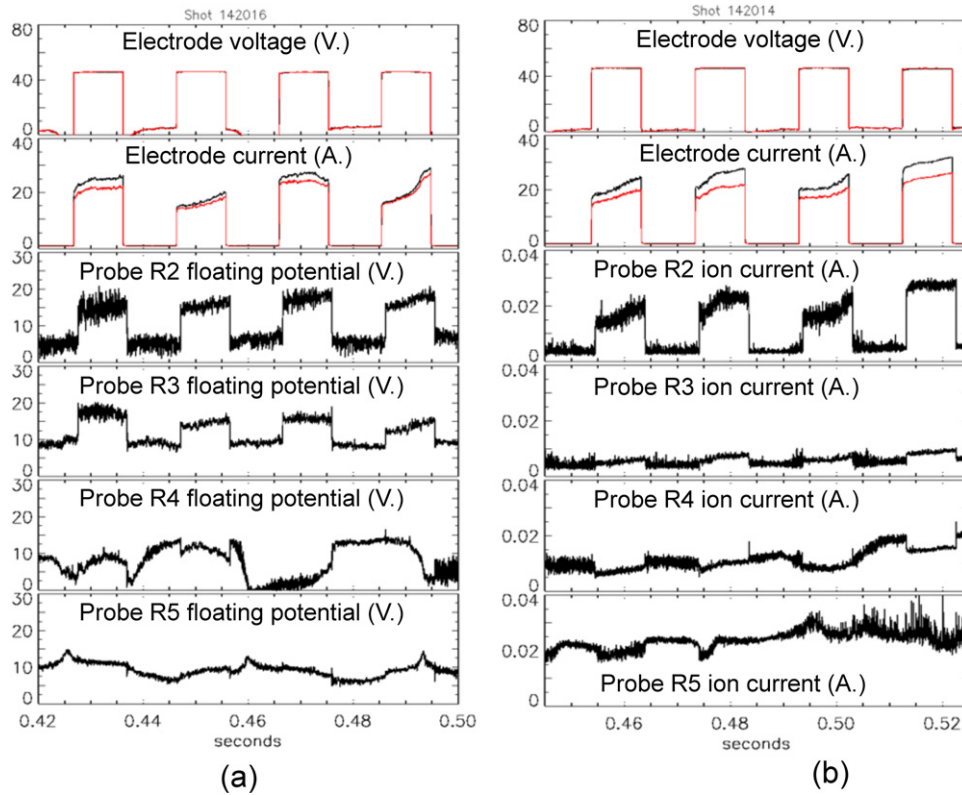 Shot 142016
Electrode voltage (V.)
80
40
0
Electrode current (A.)
40
20
0
Probe R2 floating potential (V.)
30
20
10
0
Probe R3 floating potential (V.)
30
20
10
0
Probe R4 floating potential (V.)
30
20
10
0
Probe R5 floating potential (V.)
30
20
10
0
0.42 0.44 0.46 0.48 0.50
seconds
(a)
Shot 142014
Electrode voltage (V.)
80
40
0
Electrode current (A.)
40
20
0
Probe R2 ion current (A.)
0.04
0.02
0
Probe R3 ion current (A.)
0.04
0.02
0
Probe R4 ion current (A.)
0.04
0.02
0
0.04
0.02
0
Probe R5 ion current (A.)
0.46 0.48 0.50 0.52
seconds
(b)